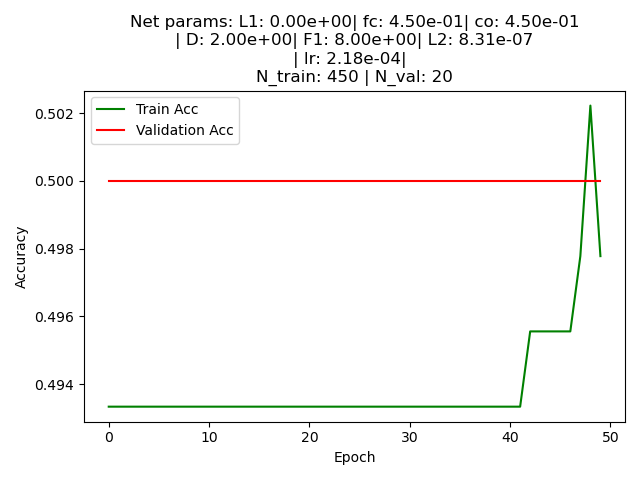 Net params: L1: 0.00e+00| fc: 4.50e-01| co: 4.50e-01
| D: 2.00e+00| F1: 8.00e+00| L2: 8.31e-07
| lr: 2.18e-04|
N_train: 450 | N_val: 20
Train Acc
Validation Acc
0.502
0.500
0.498
0.496
0.494
Accuracy
0 10 20 30 40 50
Epoch